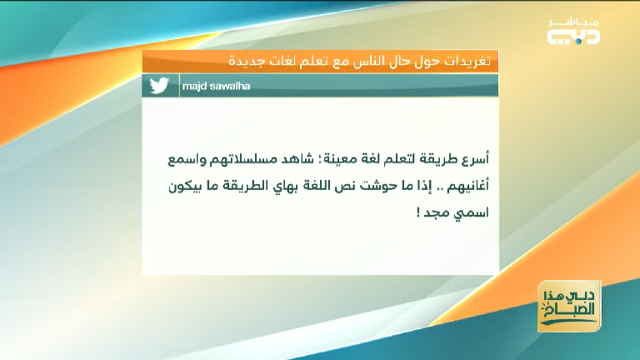 مباشر
دبي
تغريدات حول حال الناس مع تعلم لغات جديدة
majd sawalha
أسرع طريقة لتعلم لغة معينة؛ شاهد مسلسلاتهم واسمع
أغانيهم .. إذا ما حوشت نص اللغة بهاي الطريقة ما بيكون
اسمي مجد !
دبي هذا
الصباح